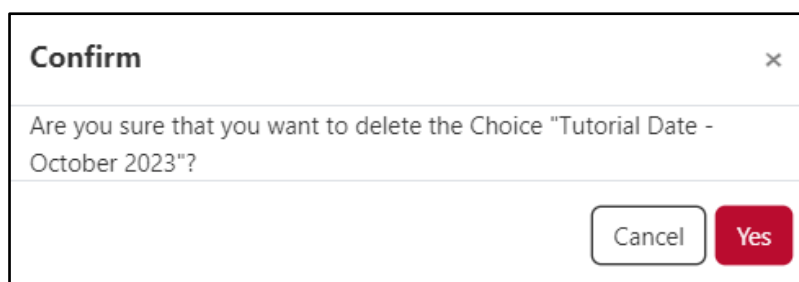 Confirm ×
Are you sure that you want to delete the Choice "Tutorial Date -
October 2023"?
Cancel Yes